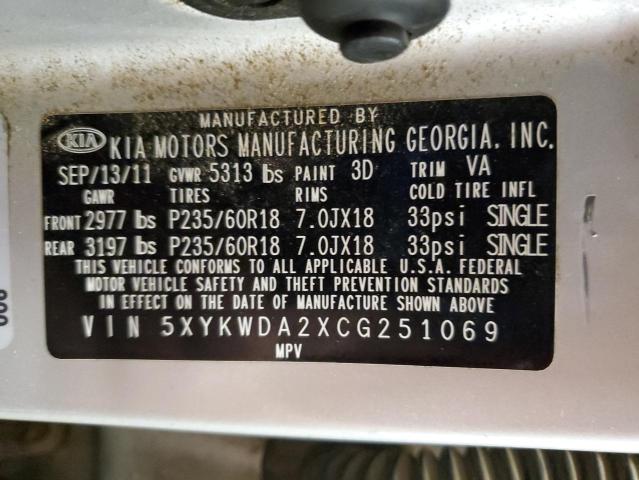 MANUFACTURED BY
KIA KIA MOTORS MANUFACTURING GEORGIA, INC.
SEP/13/11 GVWR 5313 lbs PAINT 3D TRIM VA
GAWR TIRES RIMS COLD TIRE INFL
FRONT 2977 lbs P235/60R18 7.0JX18 33psi SINGLE
REAR 3197 lbs P235/60R18 7.0JX18 33psi SINGLE
THIS VEHICLE CONFORMS TO ALL APPLICABLE U.S.A. FEDERAL
MOTOR VEHICLE SAFETY AND THEFT PREVENTION STANDARDS
IN EFFECT ON THE DATE OF MANUFACTURE SHOWN ABOVE
VIN 5XYKWDA2XCG251069
MPV